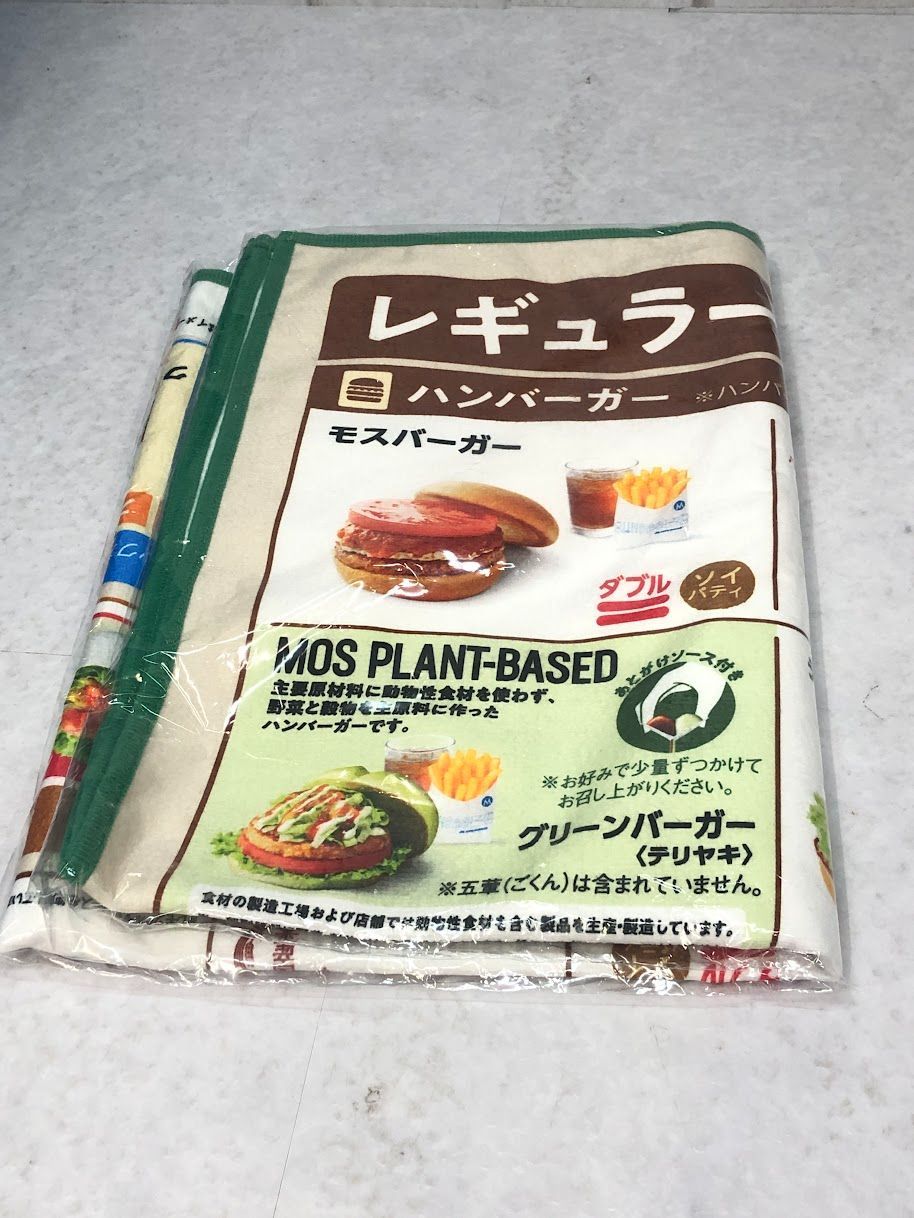 レギュラー
ハンバーガー ※ハンバ
モスバーガー
ダブル
ソイ
パティ
MOS PLANT-BASED
主要原材料に動物性食材を使わず、
野菜と穀物を主原料に作った
ハンバーガーです。
あとがけソース付き
※お好みで少量ずつかけて
お召し上がりください。
グリーンバーガー
〈テリヤキ〉
※五葷(ごくん)は含まれていません。
食材の製造工場および店舗では動物性食材を含む製品を生産・製造しています。